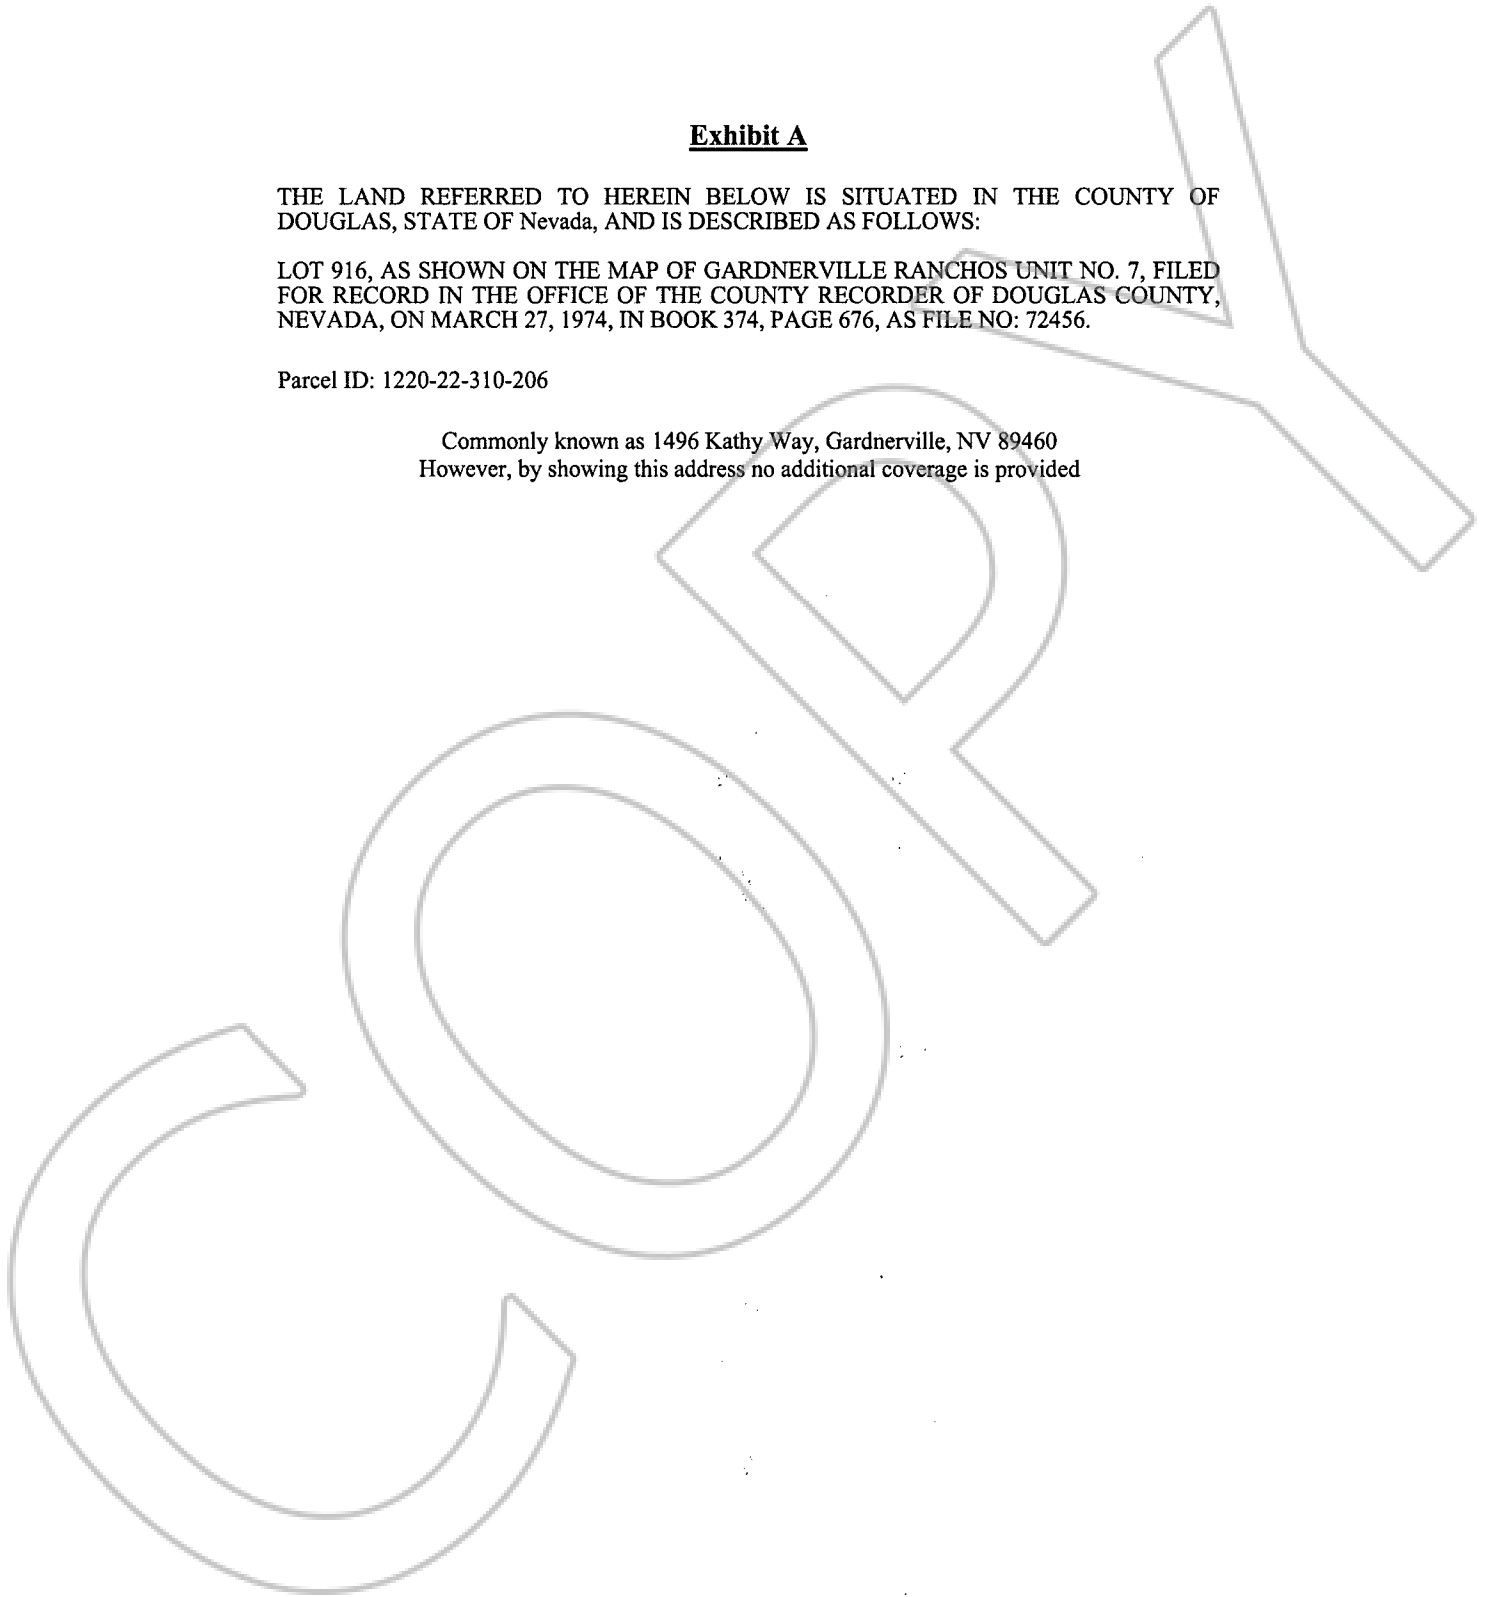 Exhibit A
THE LAND REFERRED TO HEREIN BELOW IS SITUATED IN THE COUNTY OF
DOUGLAS, STATE OF Nevada, AND IS DESCRIBED AS FOLLOWS:
LOT 916, AS SHOWN ON THE MAP OF GARDNERVILLE RANCHOS UNIT NO. 7, FILED
FOR RECORD IN THE OFFICE OF THE COUNTY RECORDER OF DOUGLAS COUNTY,
NEVADA, ON MARCH 27, 1974, IN BOOK 374, PAGE 676, AS FILE NO: 72456.
Parcel ID: 1220-22-310-206
Commonly known as 1496 Kathy Way, Gardnerville, NV 89460
However, by showing this address no additional coverage is provided
COPY